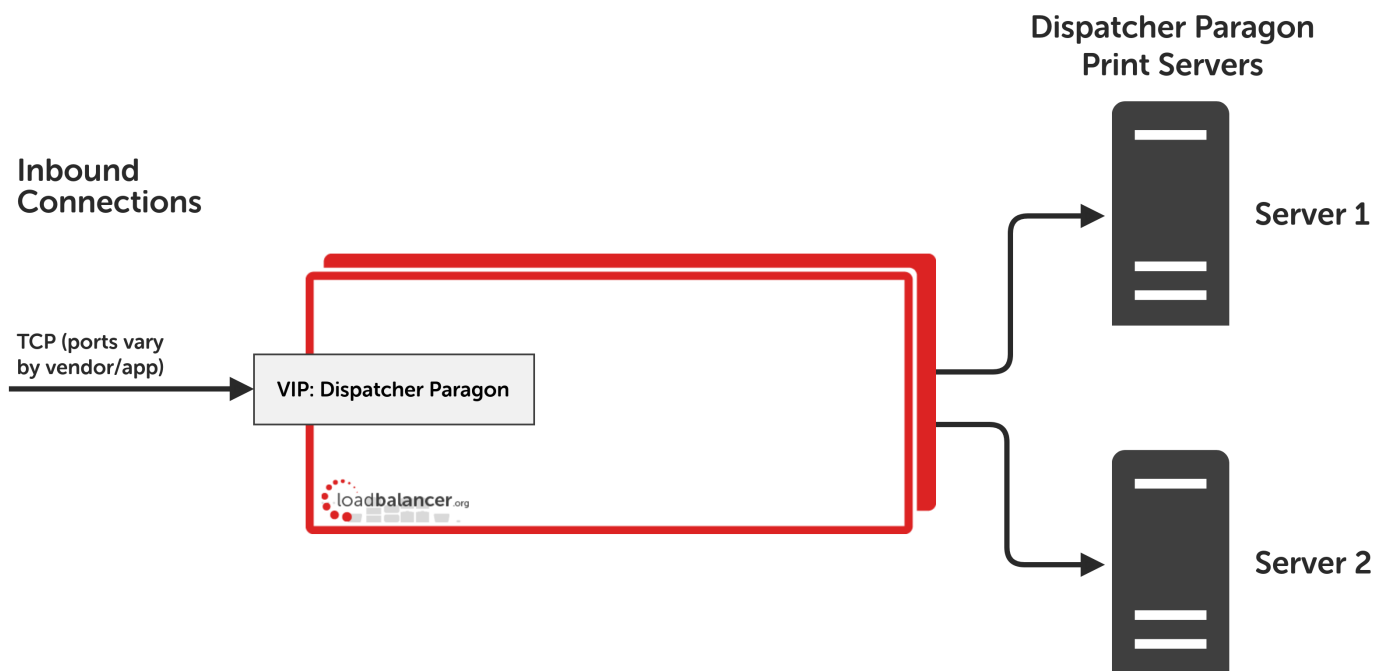 Dispatcher Paragon
Print Servers
Inbound
Connections
Server 1
TCP (ports vary
by vendor/app)
VIP: Dispatcher Paragon
loadbalancer.org
Server 2